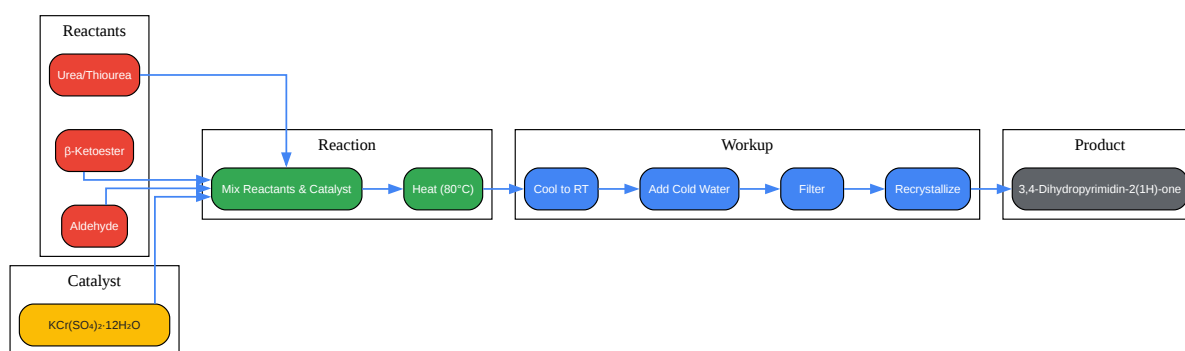 Reactants
Urea/Thiourea
β-Ketoester
Aldehyde
Catalyst
KCr(SO₄)₂·12H₂O
Reaction
Mix Reactants & Catalyst
Heat (80°C)
Workup
Cool to RT
Add Cold Water
Filter
Recrystallize
Product
3,4-Dihydropyrimidin-2(1H)-one